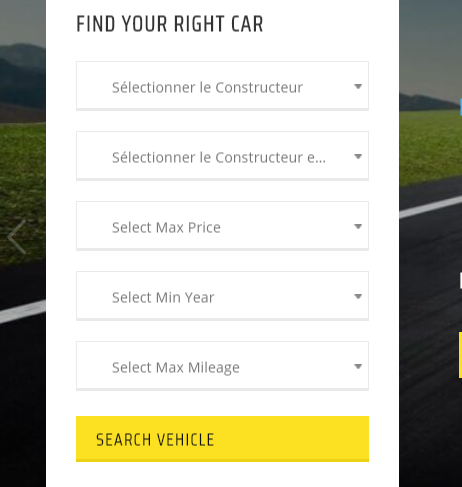 FIND YOUR RIGHT CAR
Sélectionner le Constructeur
Sélectionner le Constructeur e...
Select Max Price
Select Min Year
Select Max Mileage
SEARCH VEHICLE